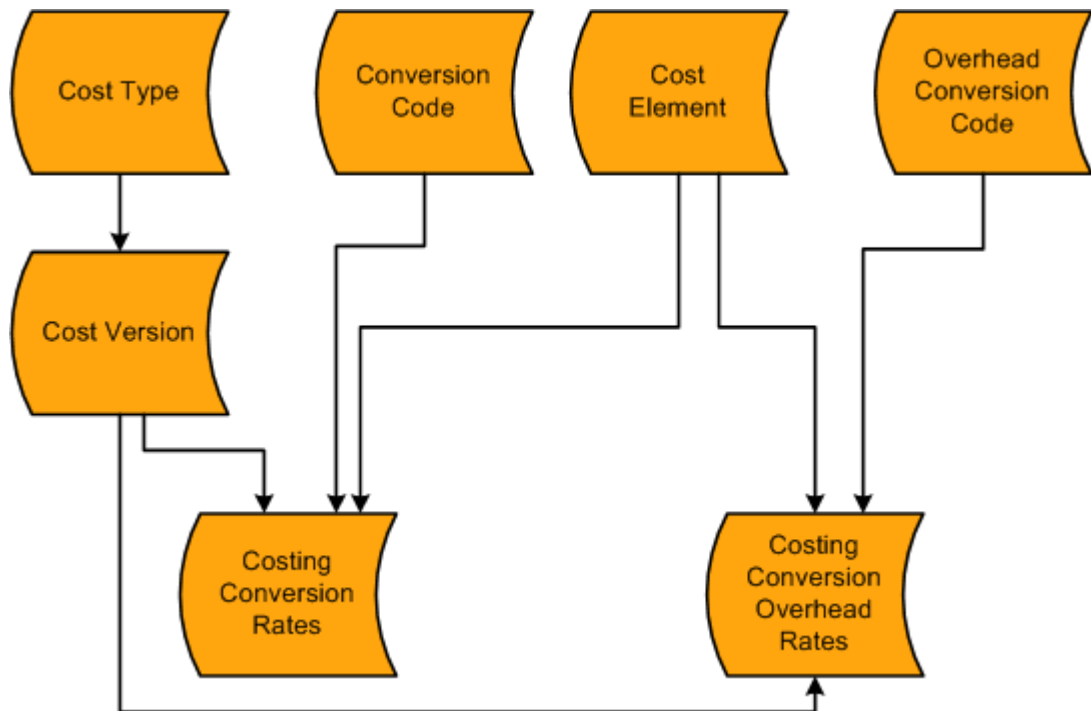 Cost Type
Conversion
Code
Cost
Element
Overhead
Conversion
Code
Cost Version
Costing
Conversion
Rates
Costing
Conversion
Overhead
Rates